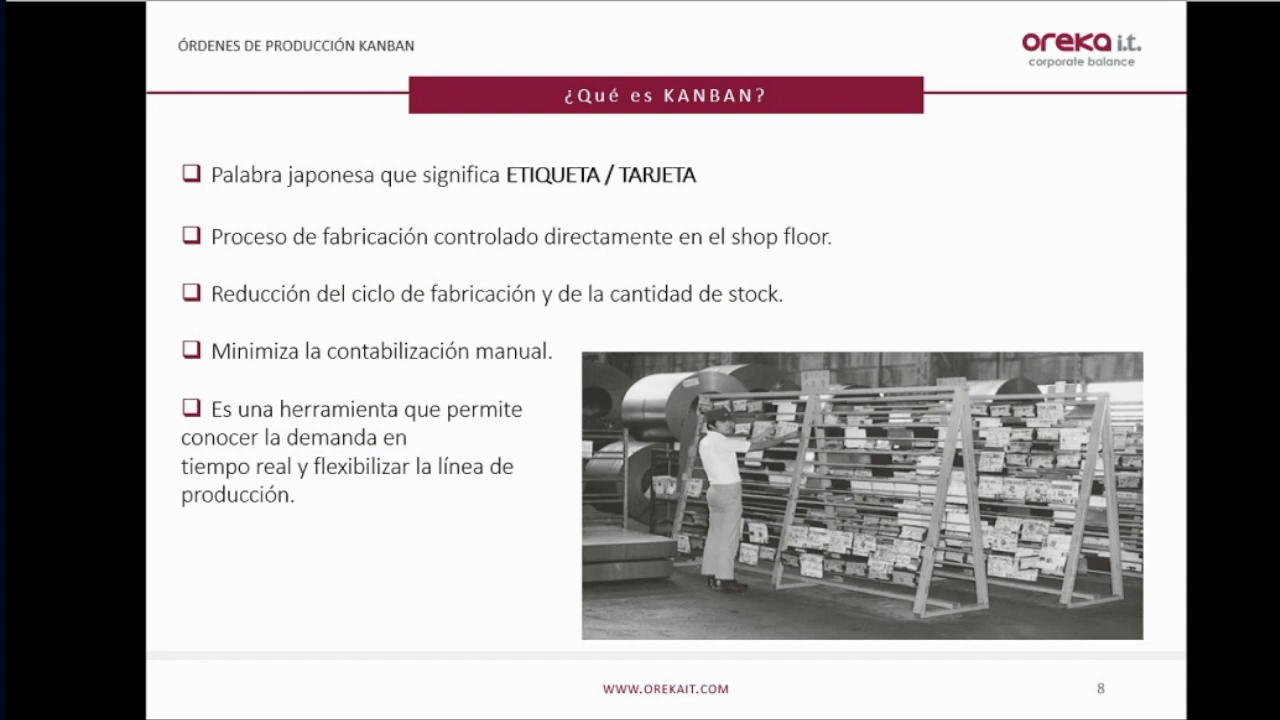 ÓRDENES DE PRODUCCIÓN KANBAN
oreka i.t.
corporate balance
¿Qué es KANBAN?
Palabra japonesa que significa ETIQUETA / TARJETA
Proceso de fabricación controlado directamente en el shop floor.
Reducción del ciclo de fabricación y de la cantidad de stock.
Minimiza la contabilización manual.
Es una herramienta que permite
conocer la demanda en
tiempo real y flexibilizar la línea de
producción.
WWW.OREKAIT.COM
8